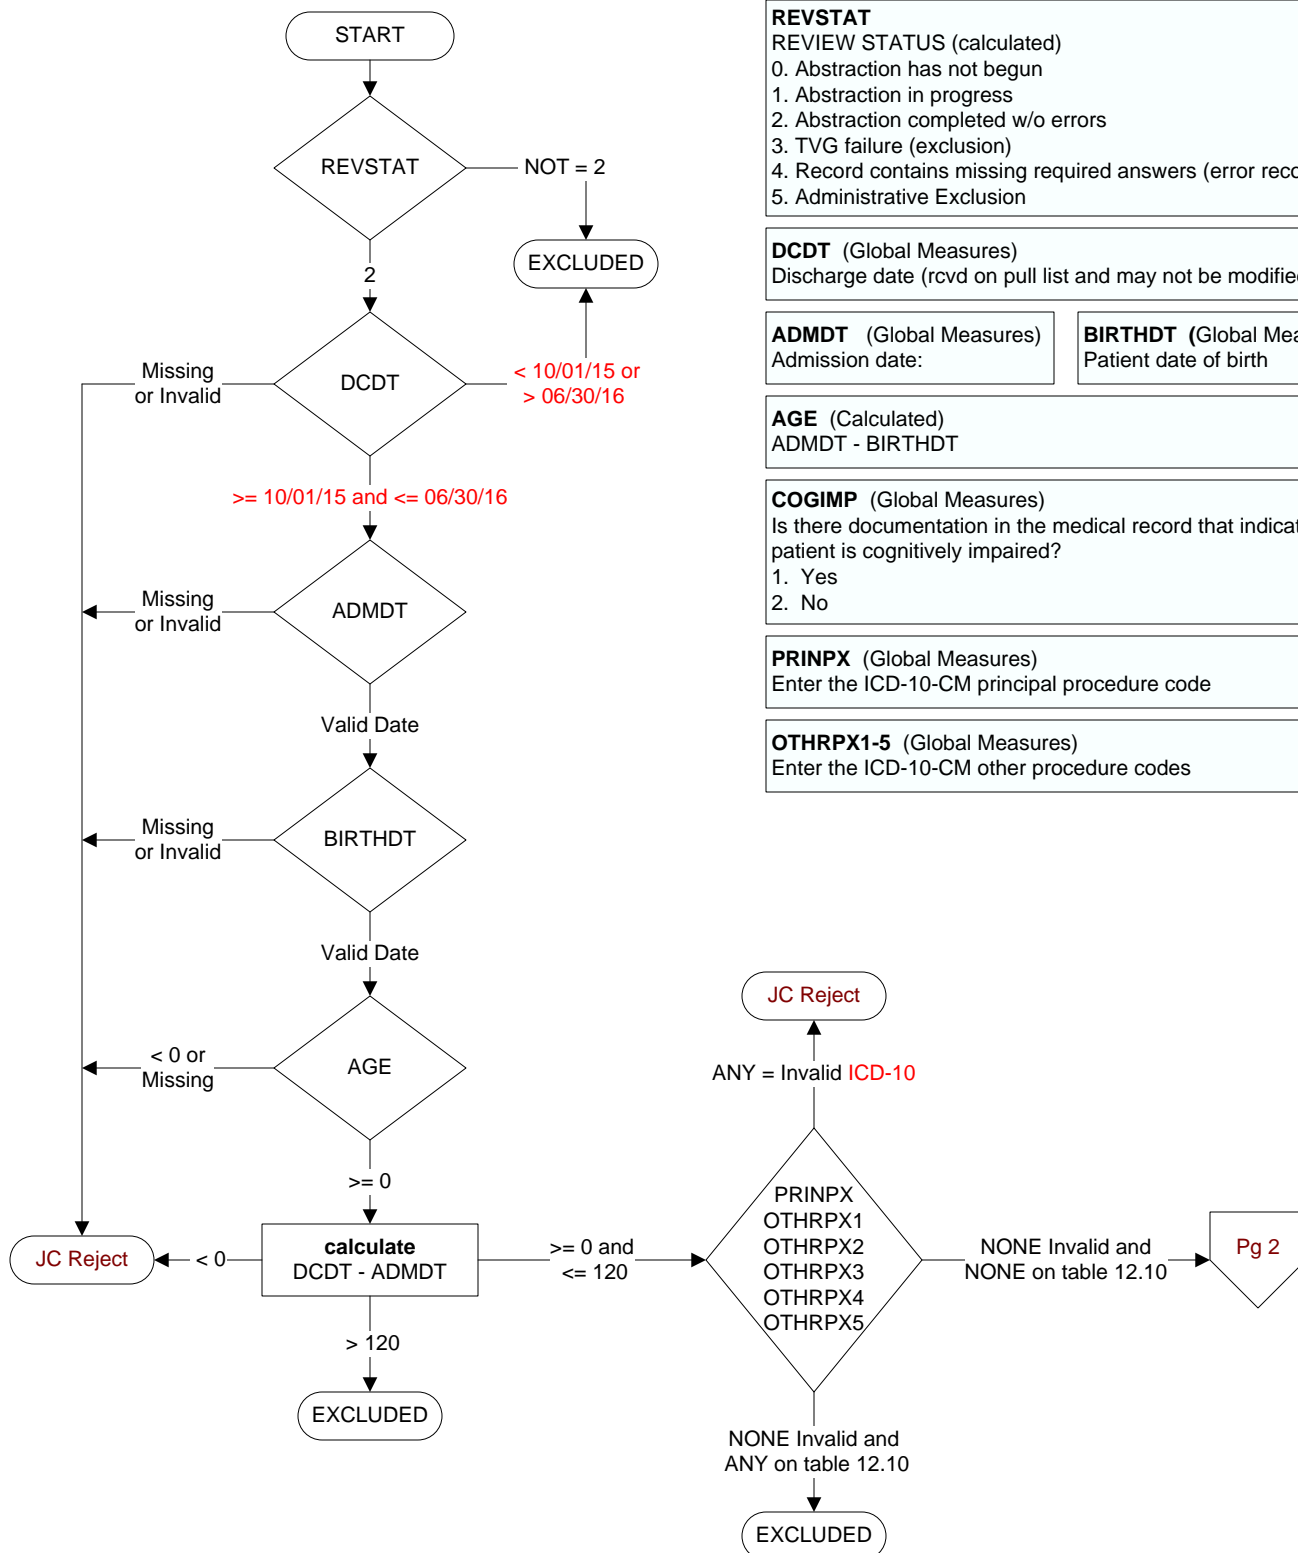 START
REVSTAT
NOT = 2
EXCLUDED
2
DCDT
Missing
or Invalid
< 10/01/15 or
> 06/30/16
>= 10/01/15 and <= 06/30/16
ADMDT
Missing
or Invalid
Valid Date
BIRTHDT
Missing
or Invalid
Valid Date
AGE
< 0 or
Missing
>= 0
JC Reject
< 0
calculate
DCDT - ADMDT
>= 0 and
<= 120
> 120
EXCLUDED
JC Reject
ANY = Invalid ICD-10
PRINPX
OTHRPX1
OTHRPX2
OTHRPX3
OTHRPX4
OTHRPX5
NONE Invalid and
NONE on table 12.10
Pg 2
NONE Invalid and
ANY on table 12.10
EXCLUDED
REVSTAT
REVIEW STATUS (calculated)
0. Abstraction has not begun
1. Abstraction in progress
2. Abstraction completed w/o errors
3. TVG failure (exclusion)
4. Record contains missing required answers (error
5. Administrative Exclusion
DCDT (Global Measures)
Discharge date (rcvd on pull list and may not be
ADMDT (Global Measures)
Admission date:
BIRTHDT (Global
Patient date of birth
AGE (Calculated)
ADMDT - BIRTHDT
COGIMP (Global Measures)
Is there documentation in the medical record that
patient is cognitively impaired?
1. Yes
2. No
PRINPX (Global Measures)
Enter the ICD-10-CM principal procedure code
OTHRPX1-5 (Global Measures)
Enter the ICD-10-CM other procedure codes